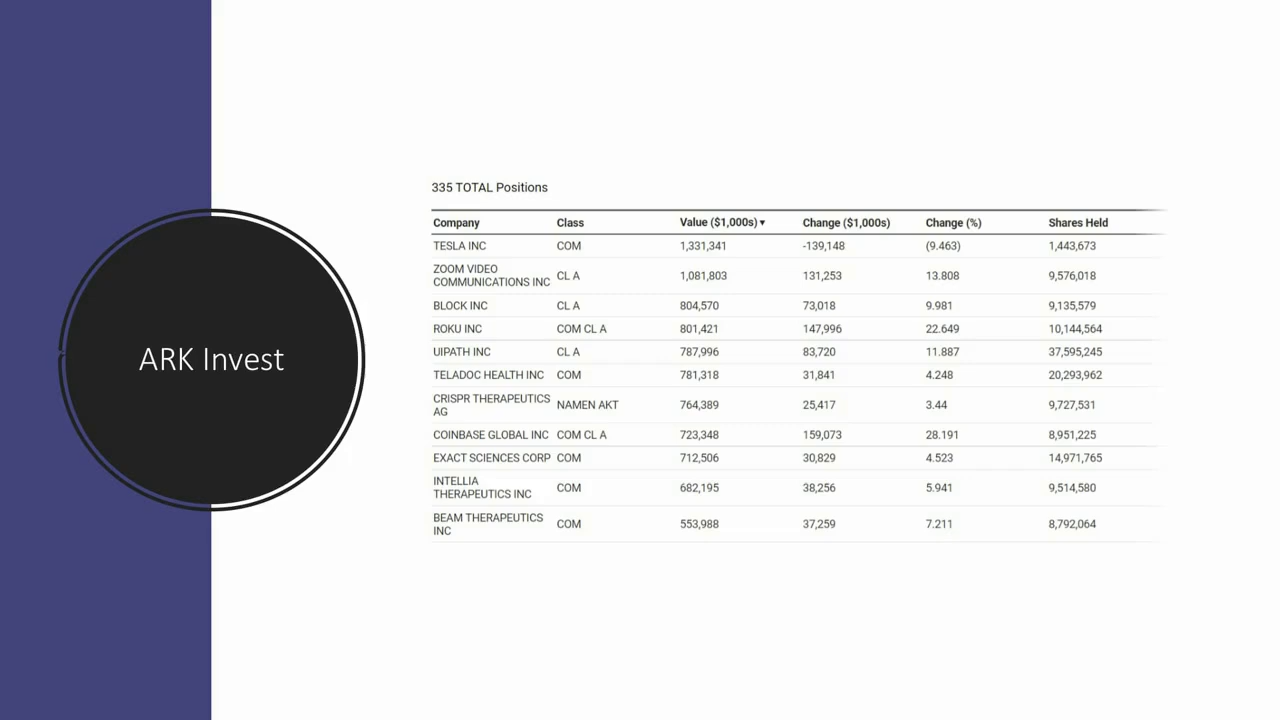 ARK Invest
335 TOTAL Positions
Company Class Value ($1,000s) ▾ Change ($1,000s) Change (%) Shares Held
TESLA INC COM 1,331,341 -139,148 (9.463) 1,443,673
ZOOM VIDEO
COMMUNICATIONS INC CL A 1,081,803 131,253 13.808 9,576,018
BLOCK INC CL A 804,570 73,018 9.981 9,135,579
ROKU INC COM CL A 801,421 147,996 22.649 10,144,564
UIPATH INC CL A 787,996 83,720 11.887 37,595,245
TELADOC HEALTH INC COM 781,318 31,841 4.248 20,293,962
CRISPR THERAPEUTICS
AG NAMEN AKT 764,389 25,417 3.44 9,727,531
COINBASE GLOBAL INC COM CL A 723,348 159,073 28.191 8,951,225
EXACT SCIENCES CORP COM 712,506 30,829 4.523 14,971,765
INTELLIA
THERAPEUTICS INC COM 682,195 38,256 5.941 9,514,580
BEAM THERAPEUTICS
INC COM 553,988 37,259 7.211 8,792,064